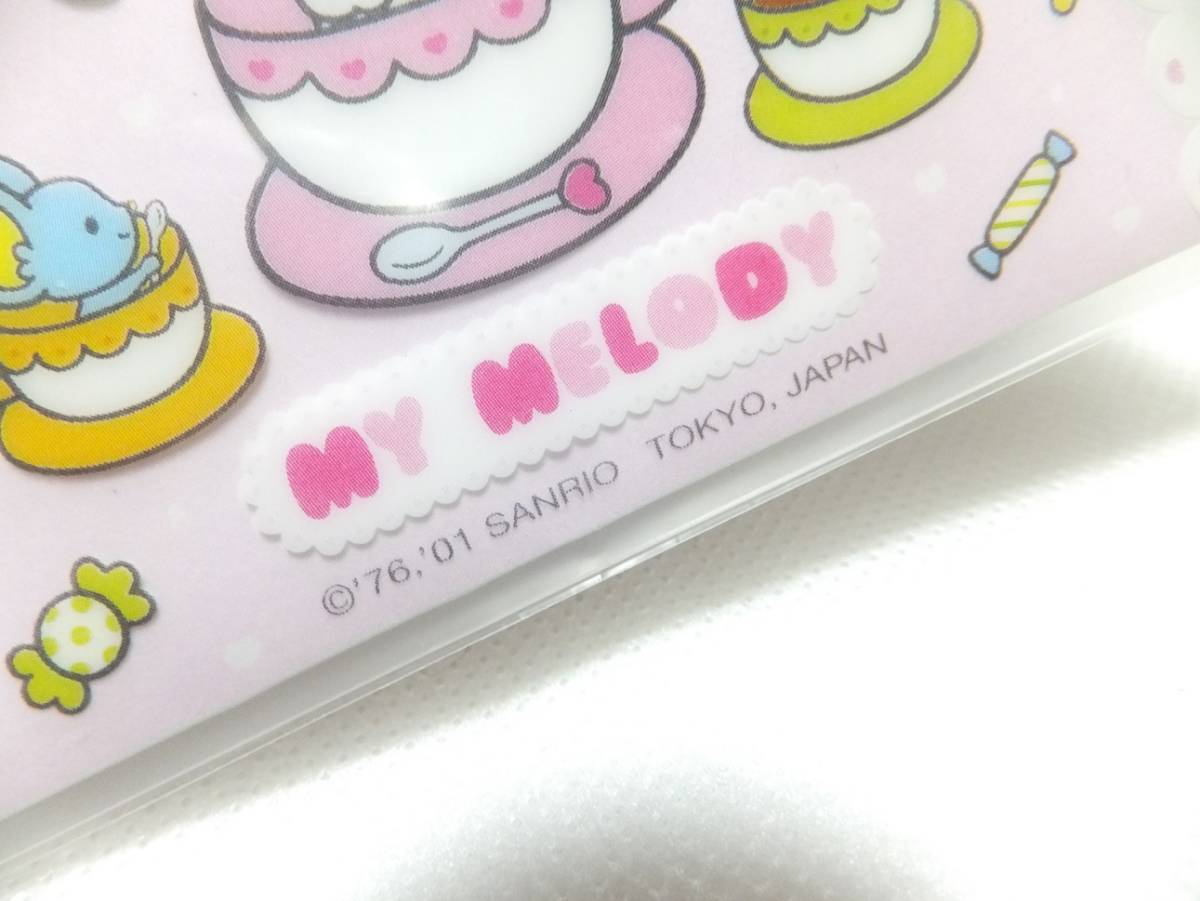 MY MELODY
©'76,'01 SANRIO TOKYO, JAPAN